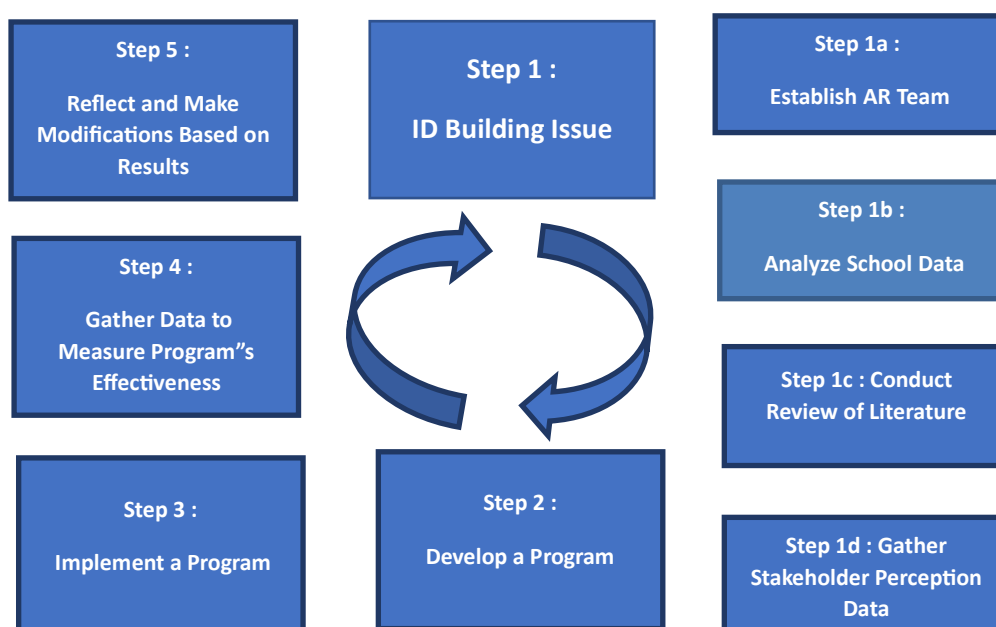 Step 5 :
Reflect and Make
Modifications Based on
Results
Step 1 :
ID Building Issue
Step 1a :
Establish AR Team
Step 1b :
Analyze School Data
Step 4 :
Gather Data to
Measure Program”s
Effectiveness
Step 1c : Conduct
Review of Literature
Step 3 :
Implement a Program
Step 2 :
Develop a Program
Step 1d : Gather
Stakeholder Perception
Data